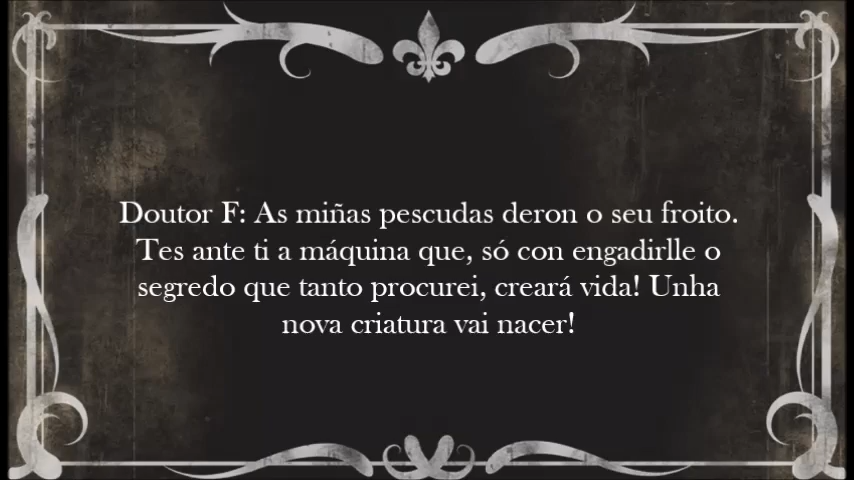 Doutor F: As miñas pescudas deron o seu froito.
Tes ante ti a máquina que, só con engadirlle o
segredo que tanto procurei, creará vida! Unha
nova criatura vai nacer!